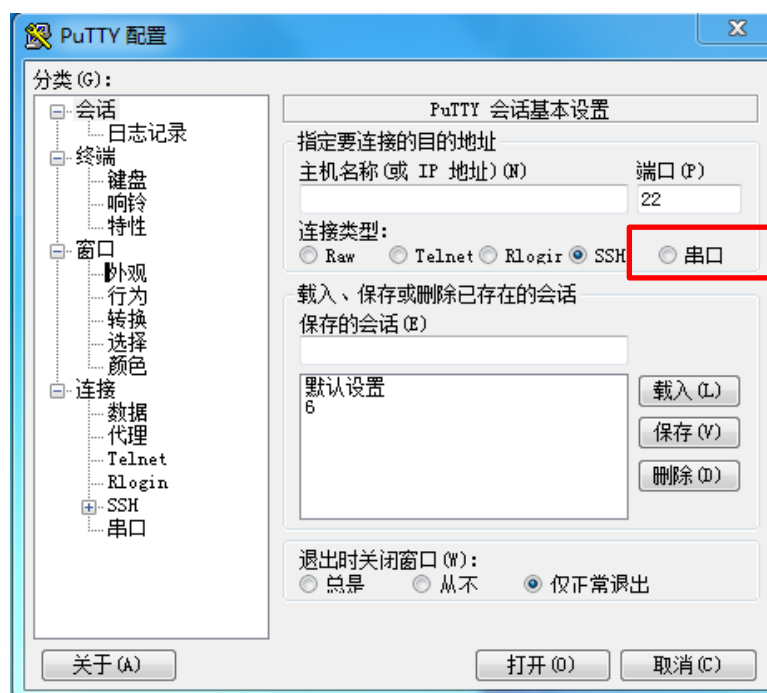 PuTTY 配置
分类(G):
会话
日志记录
终端
键盘
响铃
特性
窗口
外观
行为
转换
选择
颜色
连接
数据
代理
Telnet
Rlogin
SSH
串口
PuTTY 会话基本设置
指定要连接的目的地址
主机名称(或 IP 地址)(N) 端口(P)
22
连接类型:
Raw Telnet Rlogir SSH 串口
载入、保存或删除已存在的会话
保存的会话(E)
默认设置
6
载入(L)
保存(V)
删除(D)
退出时关闭窗口(W):
总是 从不 仅正常退出
关于(A) 打开(O) 取消(C)